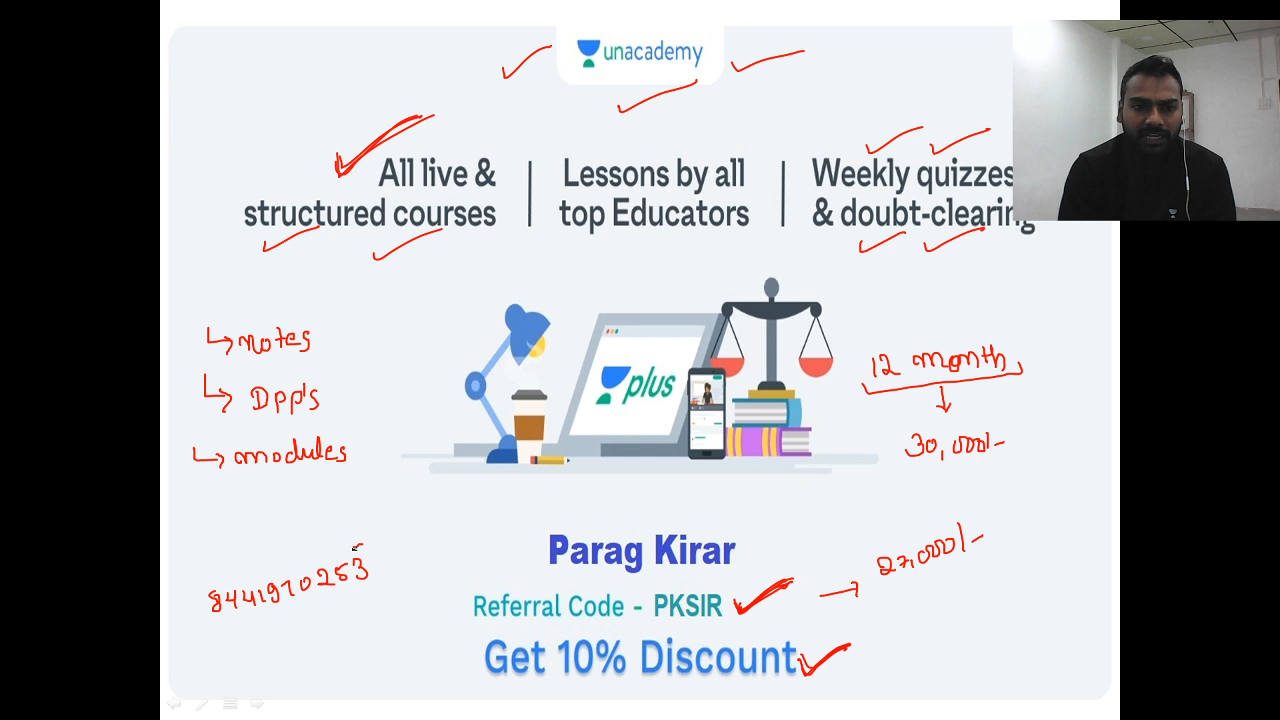 unacademy
All live &
structured courses
Lessons by all
top Educators
Weekly quizzes
& doubt-clearing
notes
Dpp's
modules
plus
12 month
30,000/-
Parag Kirar
27,000/-
8441970253
Referral Code - PKSIR
Get 10% Discount